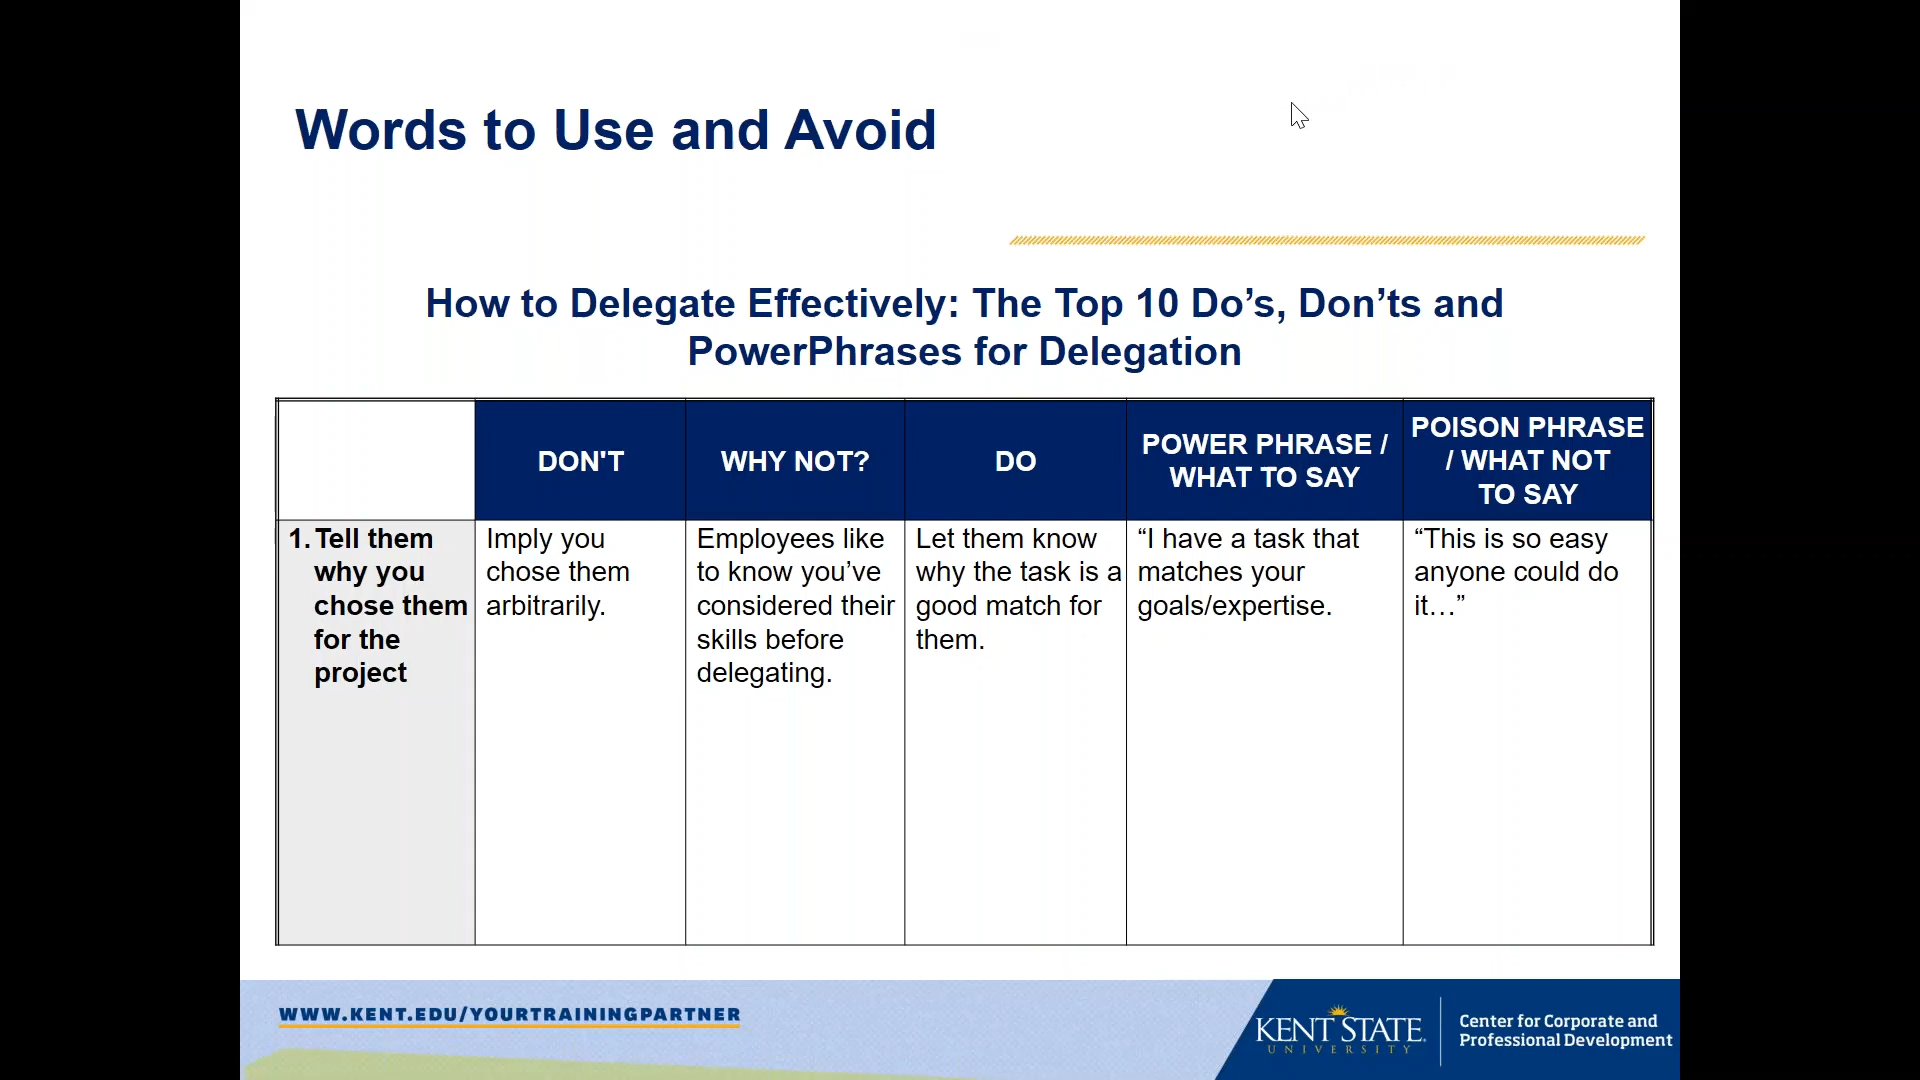 Words to Use and Avoid
How to Delegate Effectively: The Top 10 Do’s, Don’ts and
PowerPhrases for Delegation
DON'T
WHY NOT?
DO
POWER PHRASE /
WHAT TO SAY
POISON PHRASE
/ WHAT NOT
TO SAY
1. Tell them
why you
chose them
for the
project
Imply you
chose them
arbitrarily.
Employees like
to know you’ve
considered their
skills before
delegating.
Let them know
why the task is a
good match for
them.
“I have a task that
matches your
goals/expertise.
“This is so easy
anyone could do
it…”
WWW.KENT.EDU/YOURTRAININGPARTNER
KENT STATE
UNIVERSITY
Center for Corporate and
Professional Development